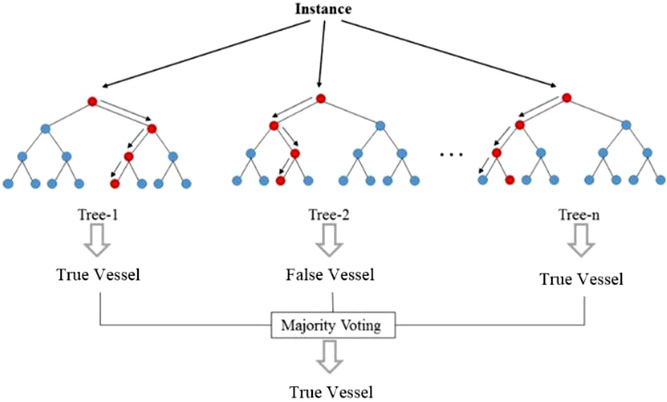 Instance
...
Tree-1 Tree-2 Tree-n
True Vessel False Vessel True Vessel
Majority Voting
True Vessel